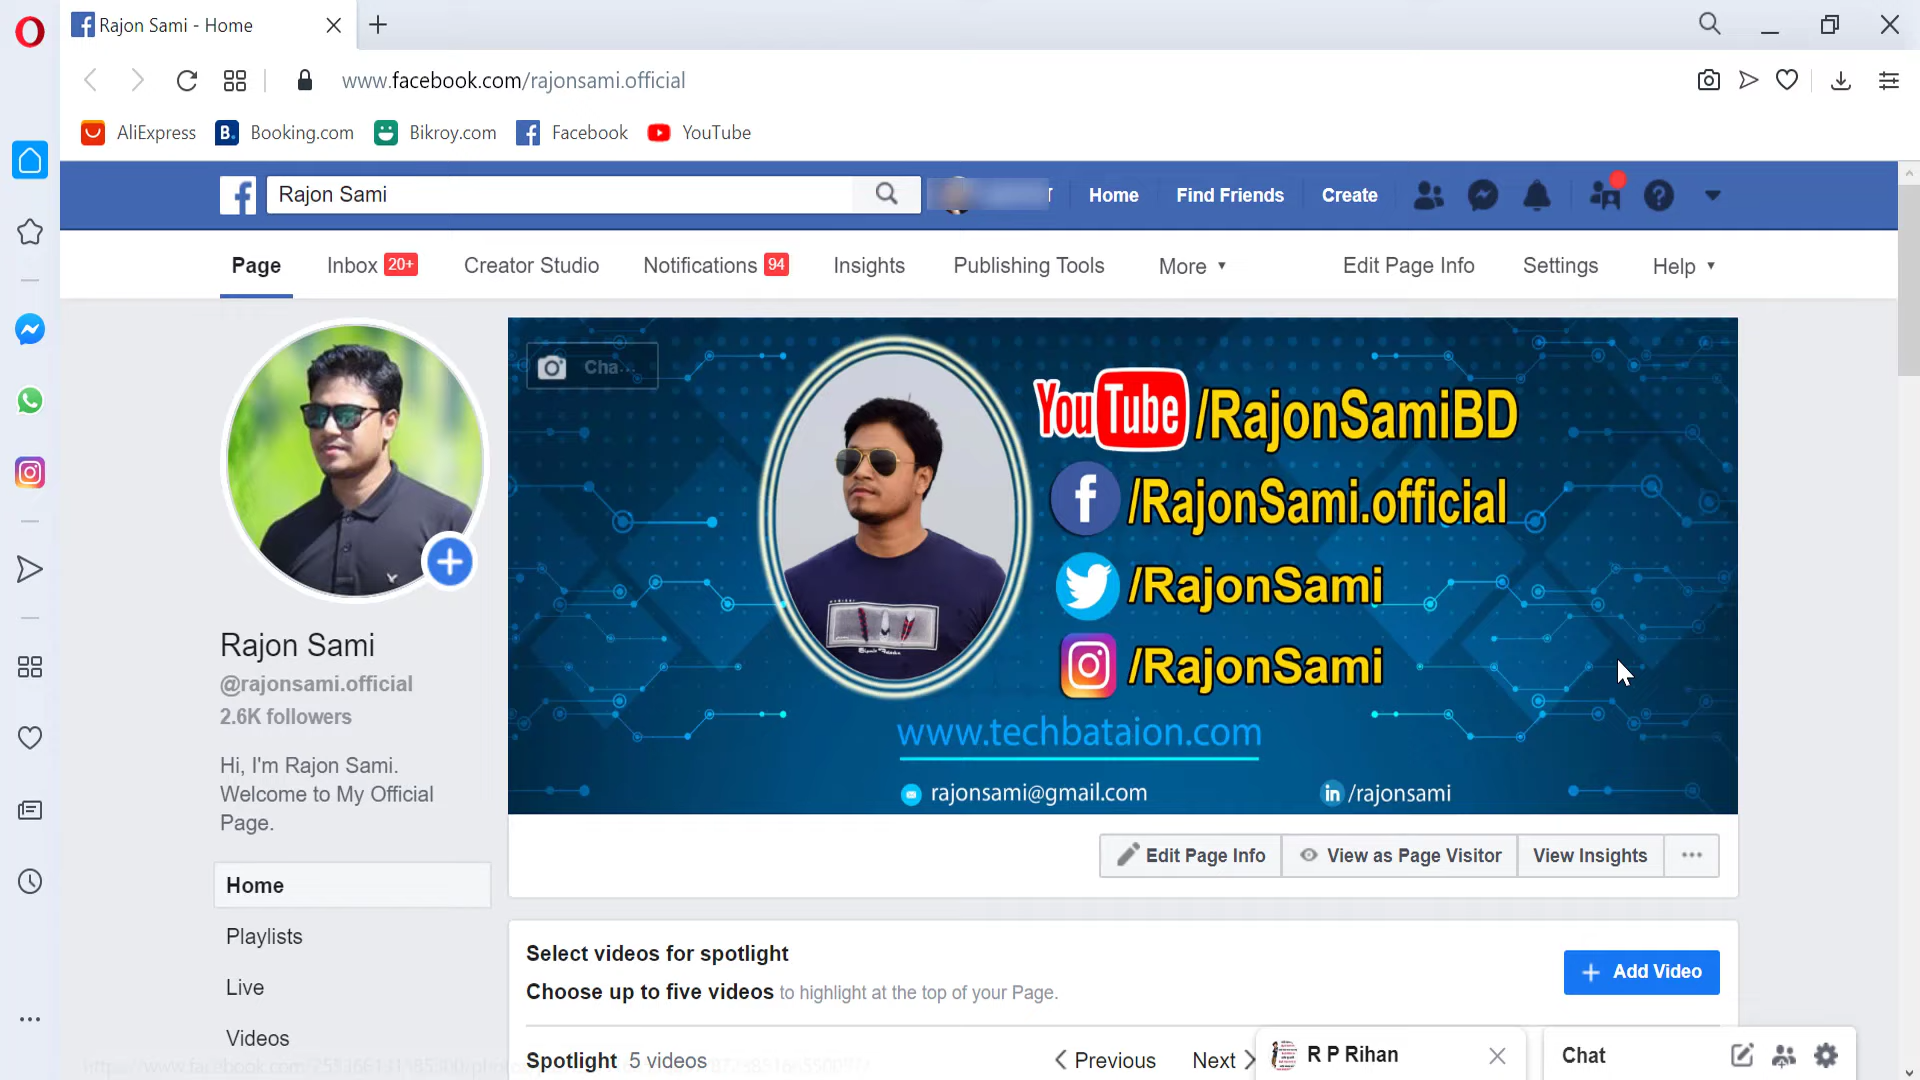 Rajon Sami - Home
www.facebook.com/rajonsami.official
AliExpress Booking.com Bikroy.com Facebook YouTube
Rajon Sami Home Find Friends Create
Page Inbox 20+ Creator Studio Notifications 94 Insights Publishing Tools More Edit Page Info Settings Help
Cha...
YouTube /RajonSamiBD
/RajonSami.official
/RajonSami
/RajonSami
www.techbataion.com
rajonsami@gmail.com /rajonsami
Rajon Sami
@rajonsami.official
2.6K followers
Hi, I'm Rajon Sami.
Welcome to My Official
Page.
Edit Page Info View as Page Visitor View Insights
Home
Playlists
Live
Videos
Select videos for spotlight
Add Video
Choose up to five videos to highlight at the top of your Page.
Spotlight 5 videos Previous Next
R P Rihan
Chat